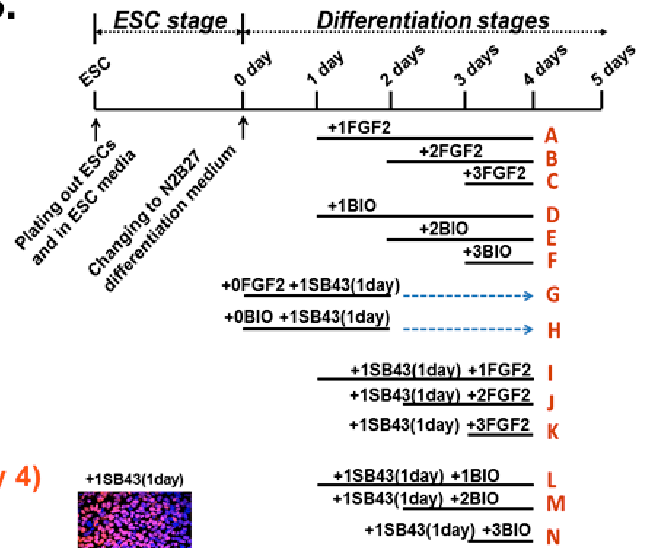 ESC stage Differentiation stages
ESC 0 day 1 day 2 days 3 days 4 days 5 days
Plating out ESCs
and in ESC media
Changing to N2B27
differentiation medium
+1FGF2 A
+2FGF2 B
+3FGF2 C
+1BIO D
+2BIO E
+3BIO F
+0FGF2 +1SB43(1day) G
+0BIO +1SB43(1day) H
+1SB43(1day) +1FGF2 I
+1SB43(1day) +2FGF2 J
+1SB43(1day) +3FGF2 K
y 4) +1SB43(1day)
+1SB43(1day) +1BIO L
+1SB43(1day) +2BIO M
+1SB43(1day) +3BIO N